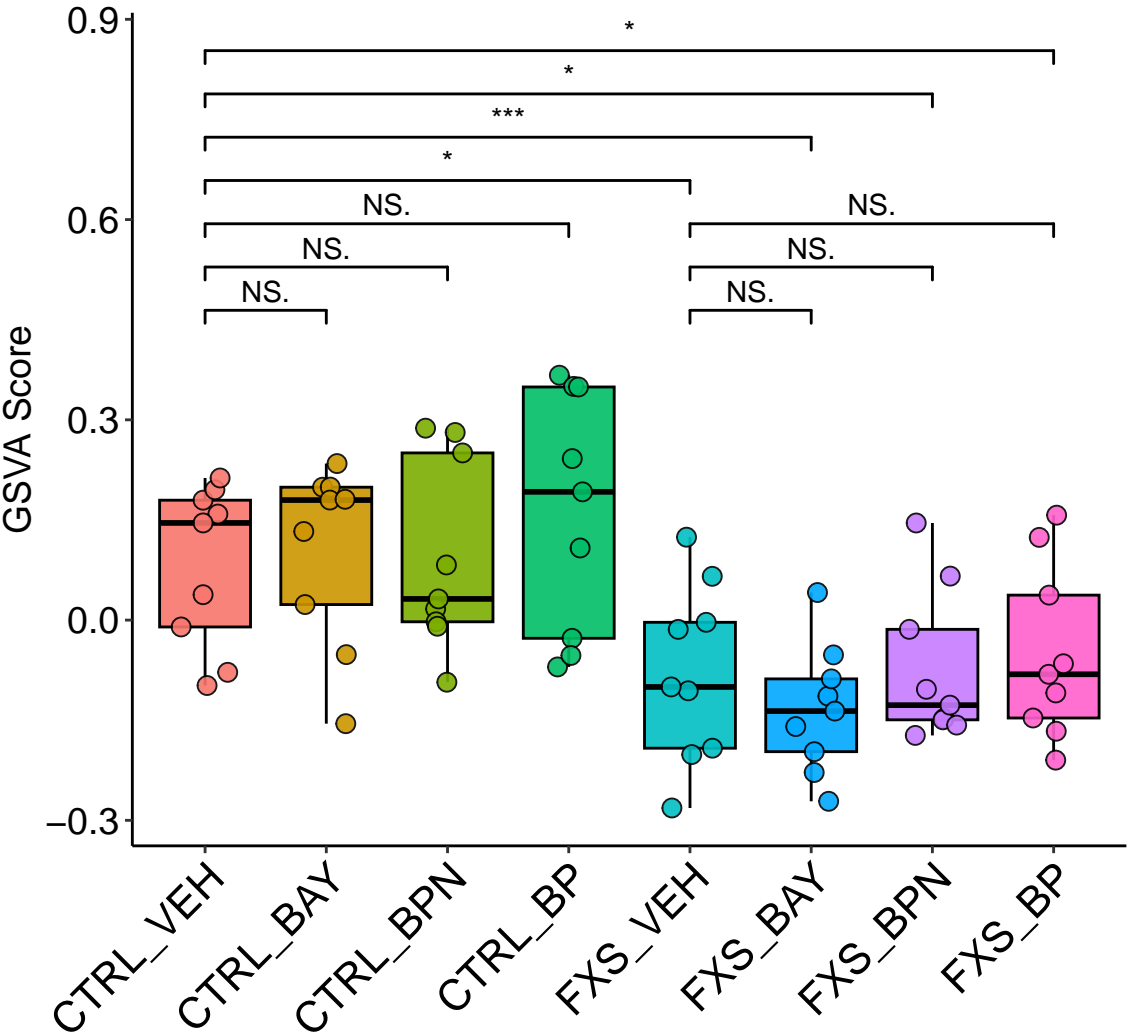 0.9
0.6
0.3
0.0
−0.3
GSVA Score
*
*
***
*
NS.
NS.
NS.
NS.
NS.
NS.
CTRL_VEH
CTRL_BAY
CTRL_BPN
CTRL_BP
FXS_VEH
FXS_BAY
FXS_BPN
FXS_BP